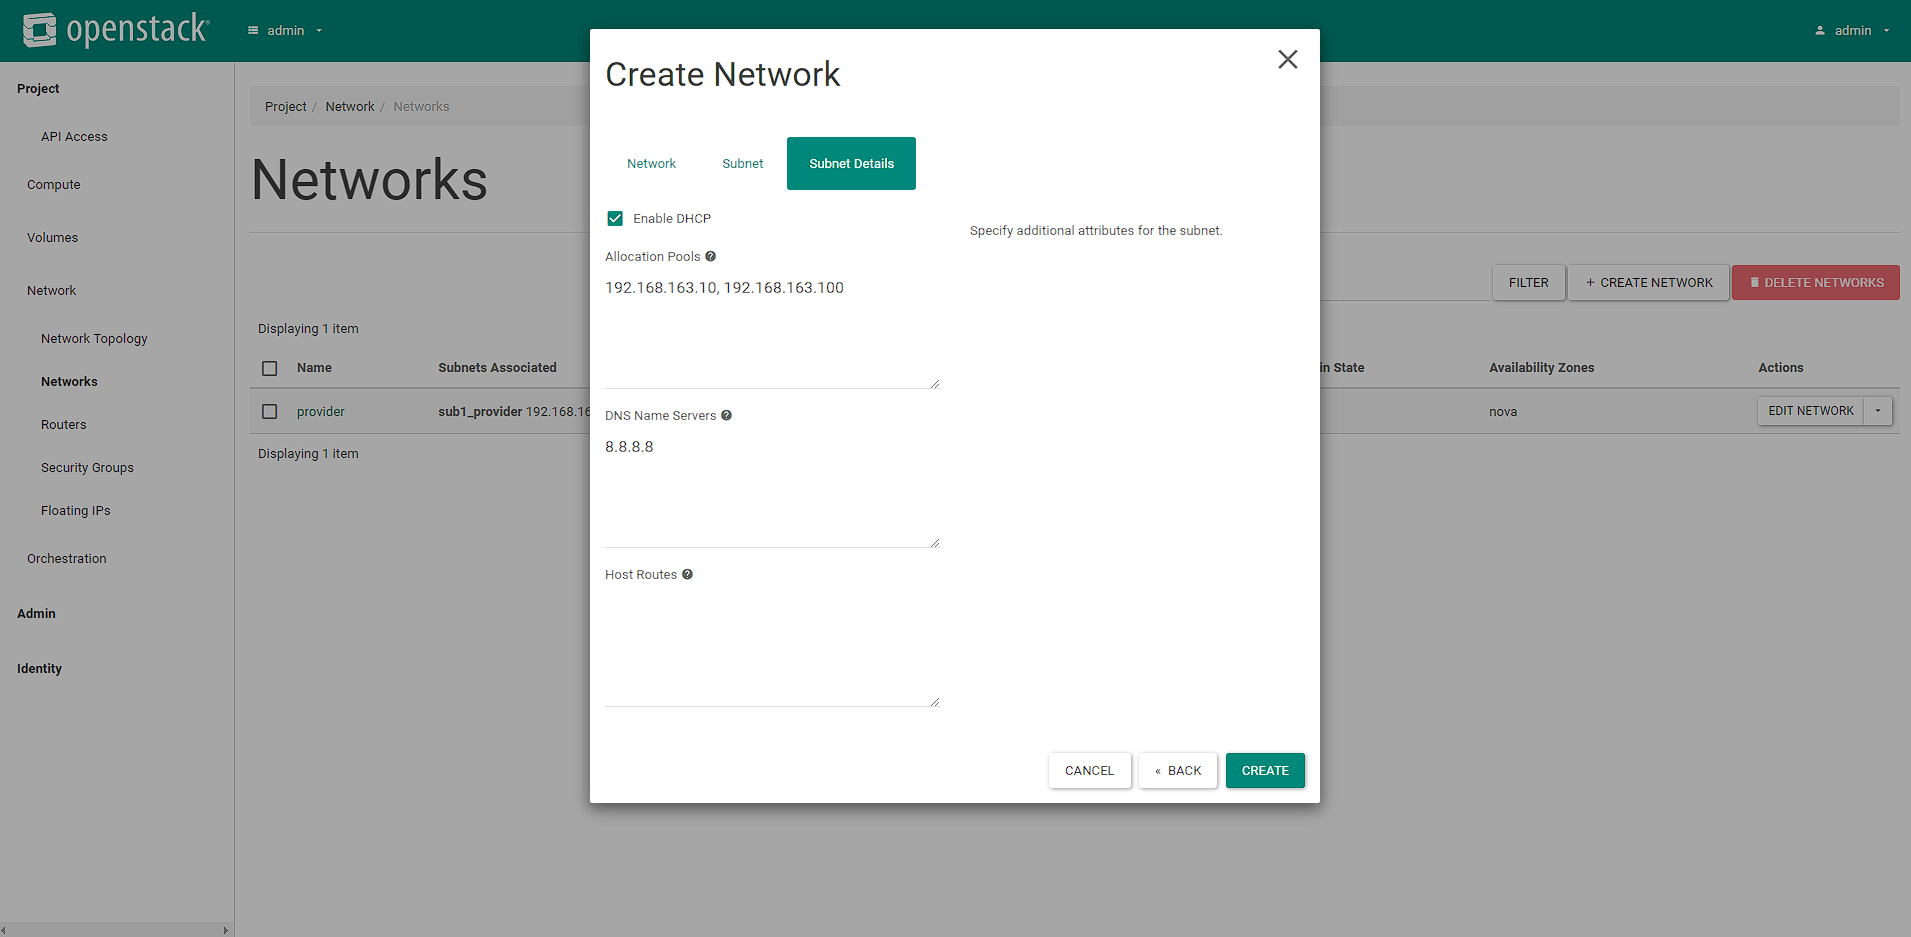 openstack
admin
admin
Project
API Access
Compute
Volumes
Network
Network Topology
Networks
Routers
Security Groups
Floating IPs
Orchestration
Admin
Identity
Project / Network / Networks
Networks
FILTER
+ CREATE NETWORK
DELETE NETWORKS
Displaying 1 item
Name Subnets Associated in State Availability Zones Actions
provider sub1_provider 192.168.16 nova EDIT NETWORK
Displaying 1 item
Create Network
Network Subnet Subnet Details
Enable DHCP
Specify additional attributes for the subnet.
Allocation Pools
192.168.163.10, 192.168.163.100
DNS Name Servers
8.8.8.8
Host Routes
CANCEL
« BACK
CREATE